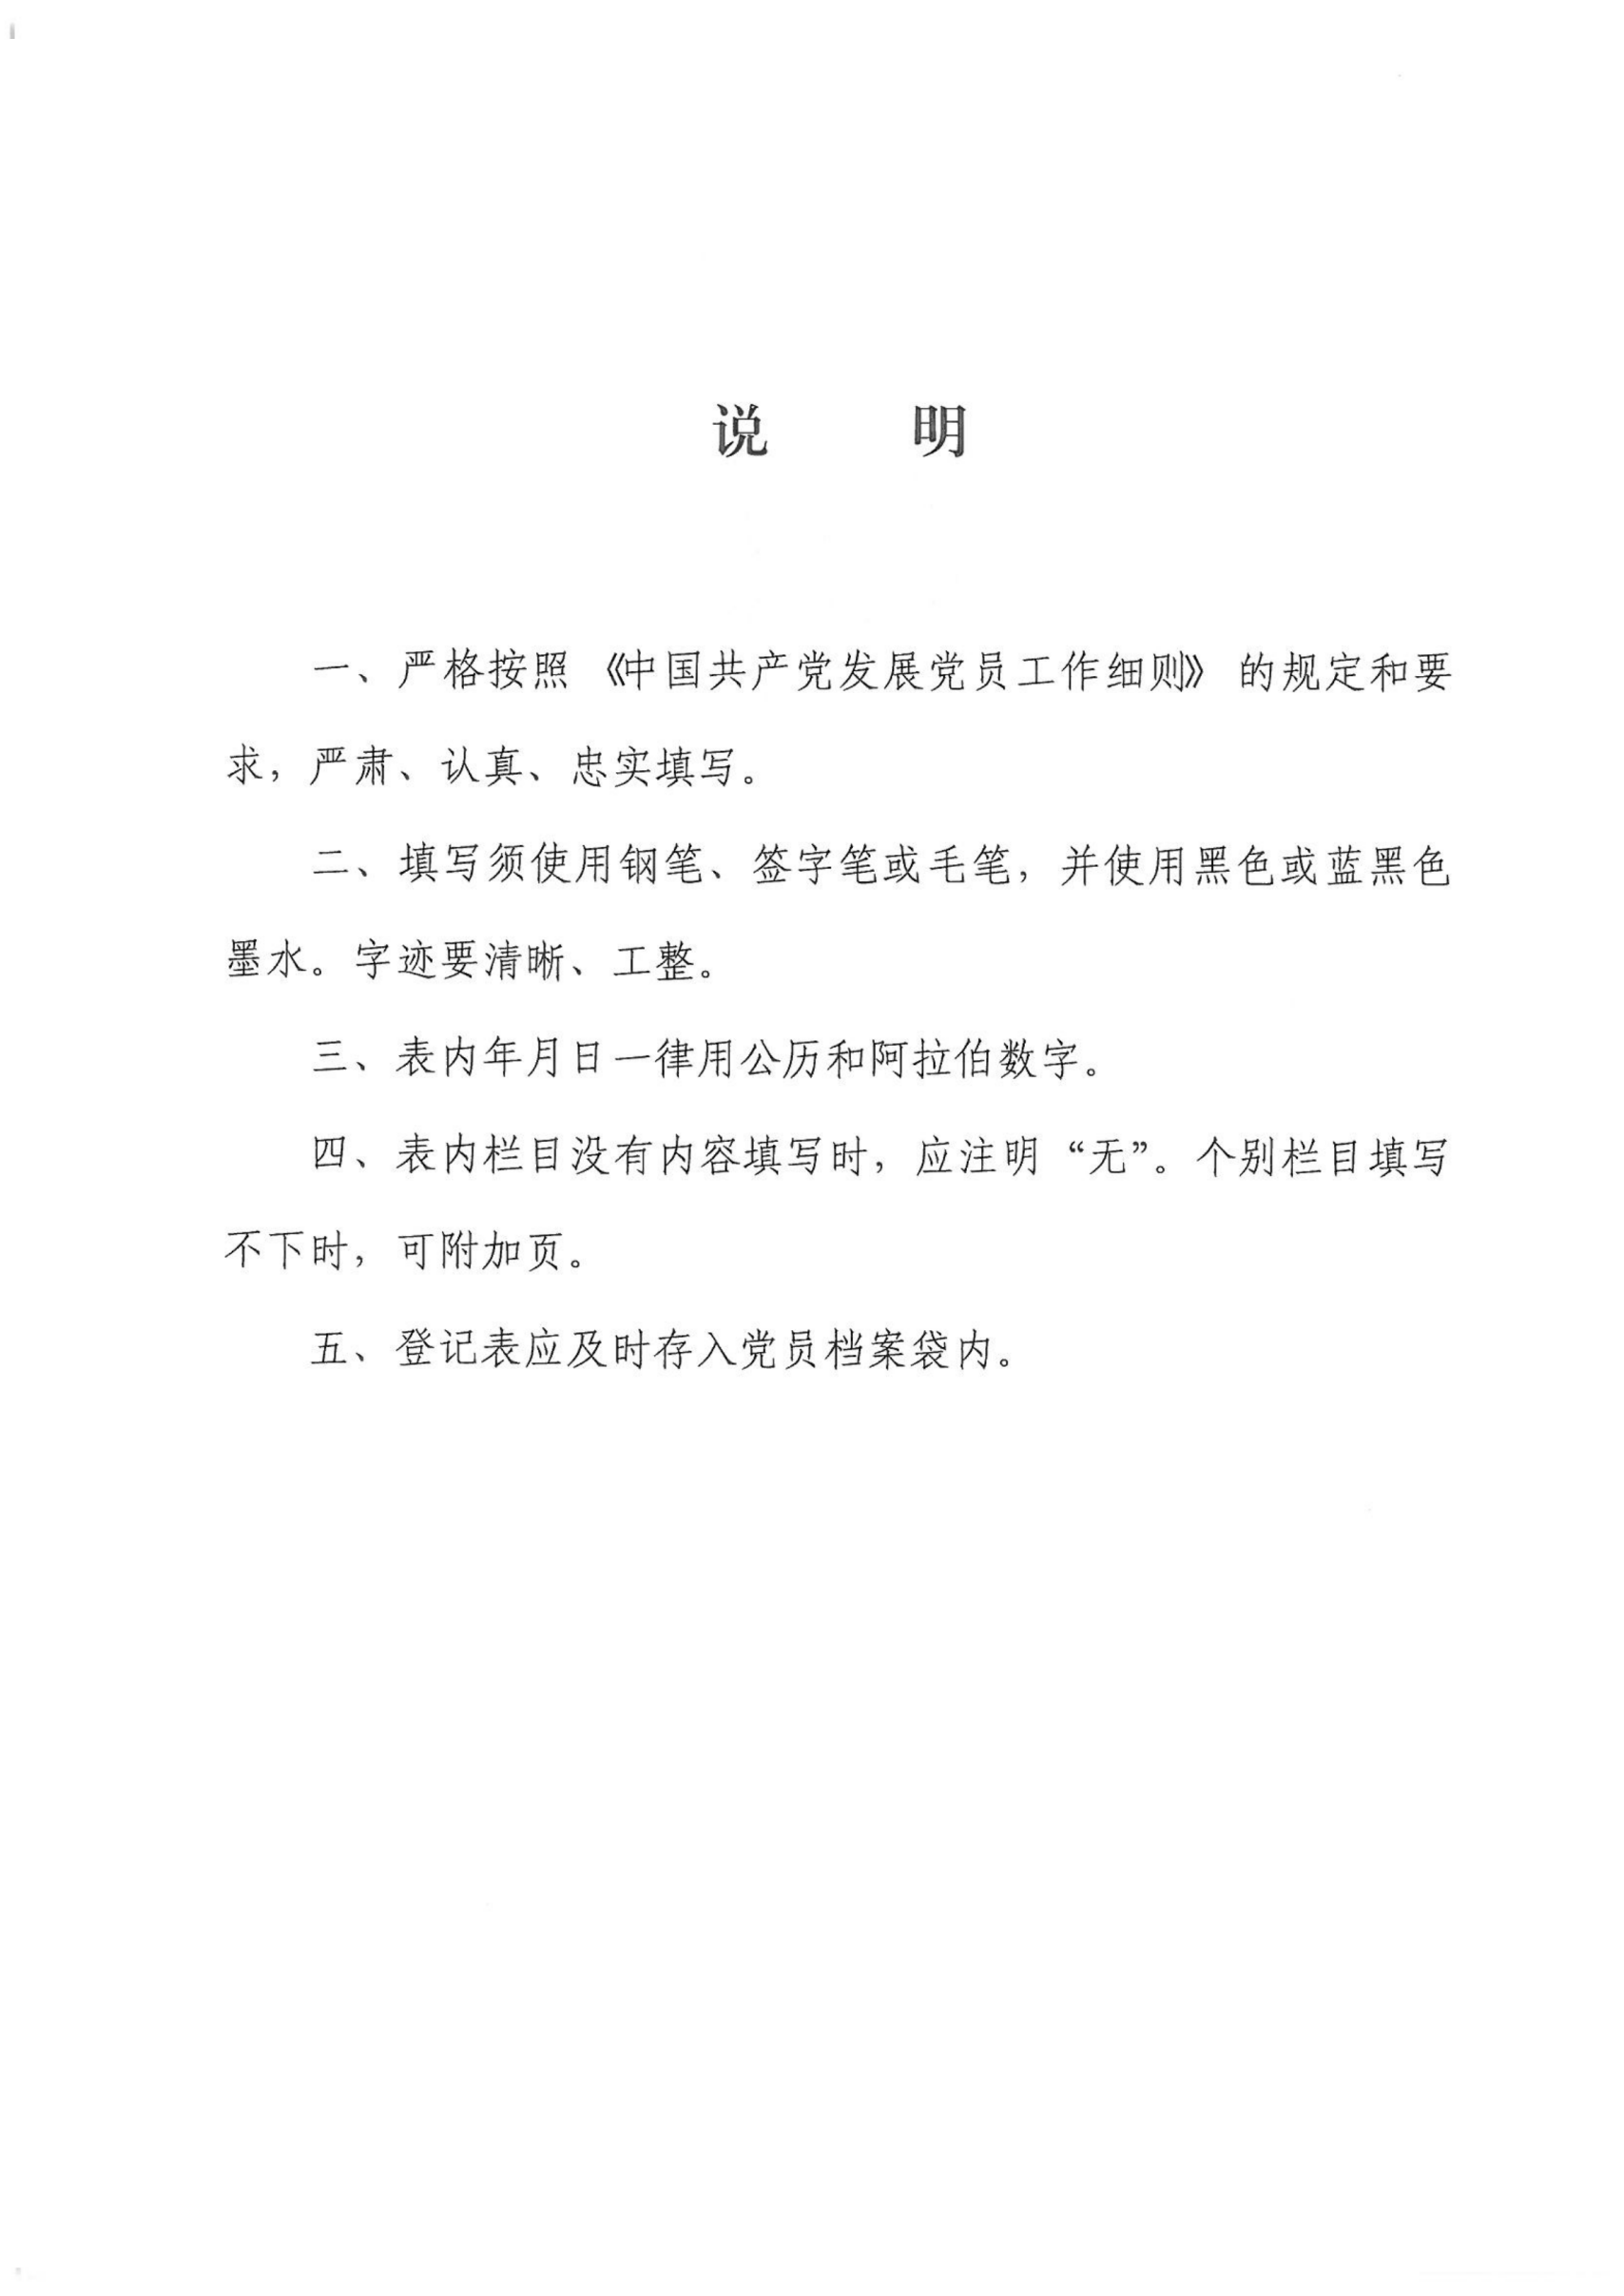 说 明
一、严格按照《中国共产党发展党员工作细则》的规定和要
求，严肃、认真、忠实填写。
二、填写须使用钢笔、签字笔或毛笔，并使用黑色或蓝黑色
墨水。字迹要清晰、工整。
三、表内年月日一律用公历和阿拉伯数字。
四、表内栏目没有内容填写时，应注明“无”。个别栏目填写
不下时，可附加页。
五、登记表应及时存入党员档案袋内。